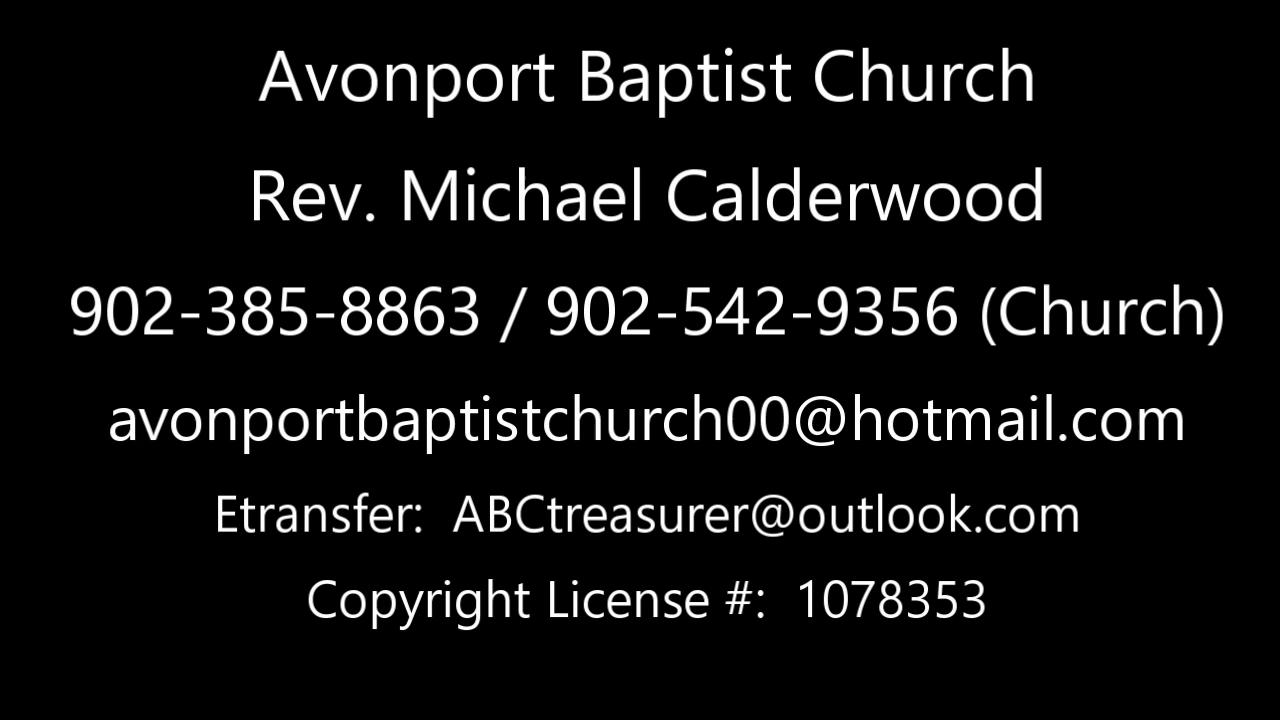 Avonport Baptist Church
Rev. Michael Calderwood
902-385-8863 / 902-542-9356 (Church)
avonportbaptistchurch00@hotmail.com
Etransfer:  ABCtreasurer@outlook.com
Copyright License #:  1078353